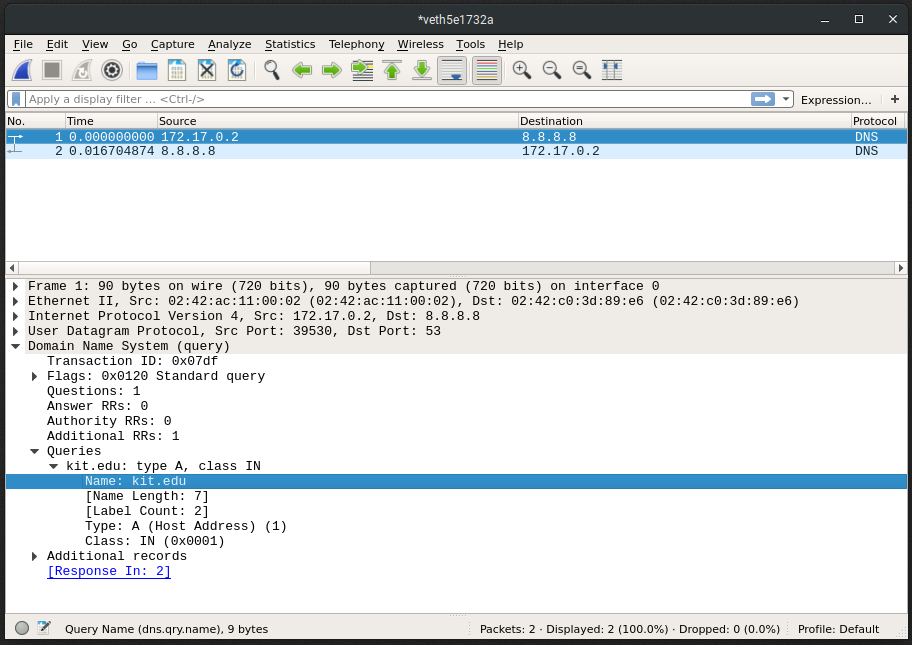 *veth5e1732a
File Edit View Go Capture Analyze Statistics Telephony Wireless Tools Help
Apply a display filter … <Ctrl-/> Expression… +
No. Time Source Destination Protocol
1 0.000000000 172.17.0.2 8.8.8.8 DNS
2 0.016704874 8.8.8.8 172.17.0.2 DNS
Frame 1: 90 bytes on wire (720 bits), 90 bytes captured (720 bits) on interface 0
Ethernet II, Src: 02:42:ac:11:00:02 (02:42:ac:11:00:02), Dst: 02:42:c0:3d:89:e6 (02:42:c0:3d:89:e6)
Internet Protocol Version 4, Src: 172.17.0.2, Dst: 8.8.8.8
User Datagram Protocol, Src Port: 39530, Dst Port: 53
Domain Name System (query)
Transaction ID: 0x07df
Flags: 0x0120 Standard query
Questions: 1
Answer RRs: 0
Authority RRs: 0
Additional RRs: 1
Queries
kit.edu: type A, class IN
Name: kit.edu
[Name Length: 7]
[Label Count: 2]
Type: A (Host Address) (1)
Class: IN (0x0001)
Additional records
[Response In: 2]
Query Name (dns.qry.name), 9 bytes Packets: 2 · Displayed: 2 (100.0%) · Dropped: 0 (0.0%) Profile: Default